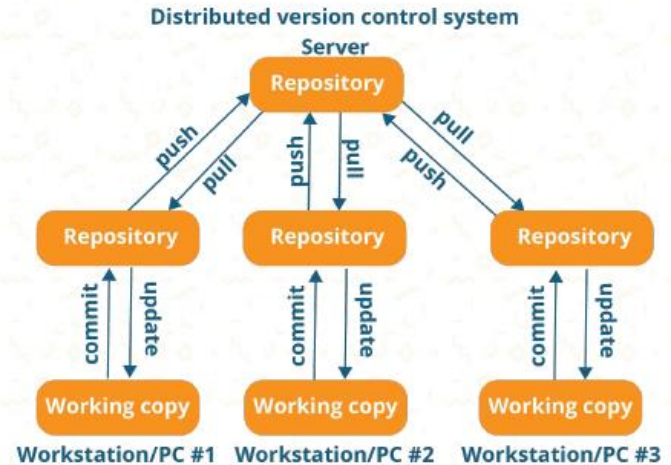 Distributed version control system
Server
Repository
push
pull
push
pull
push
pull
Repository
Repository
Repository
commit
update
commit
update
commit
update
Working copy
Working copy
Working copy
Workstation/PC #1
Workstation/PC #2
Workstation/PC #3